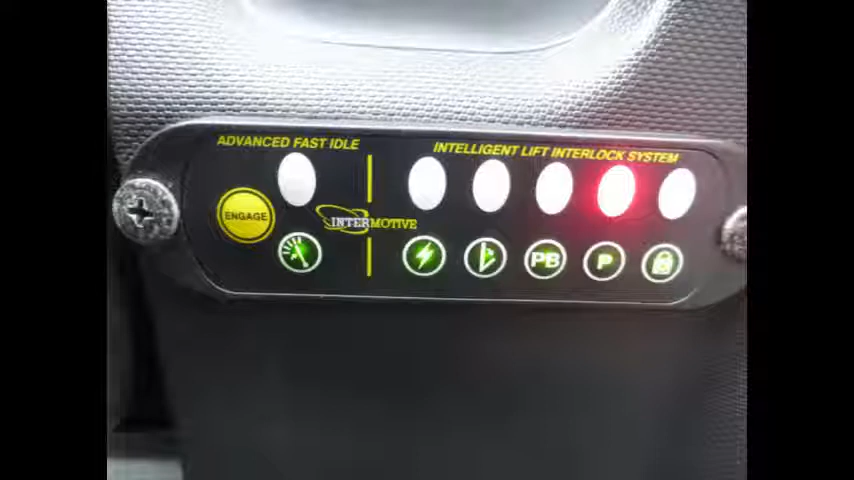 ADVANCED FAST IDLE
INTELLIGENT LIFT INTERLOCK SYSTEM
ENGAGE
INTERMOTIVE
PB
P